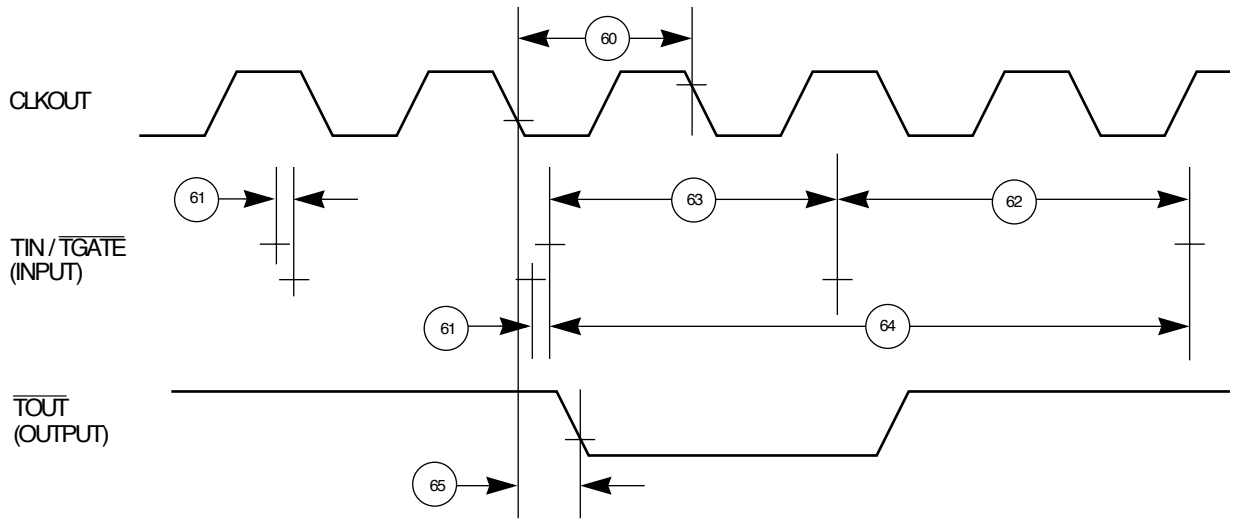 60
CLKOUT
61
63
62
TIN / TGATE
(INPUT)
61
64
TOUT
(OUTPUT)
65